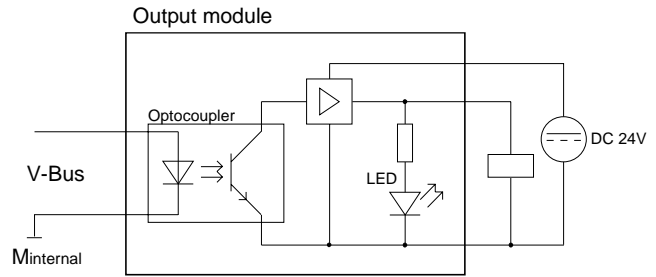 Output module
Optocoupler
DC 24V
V-Bus
LED
Minternal